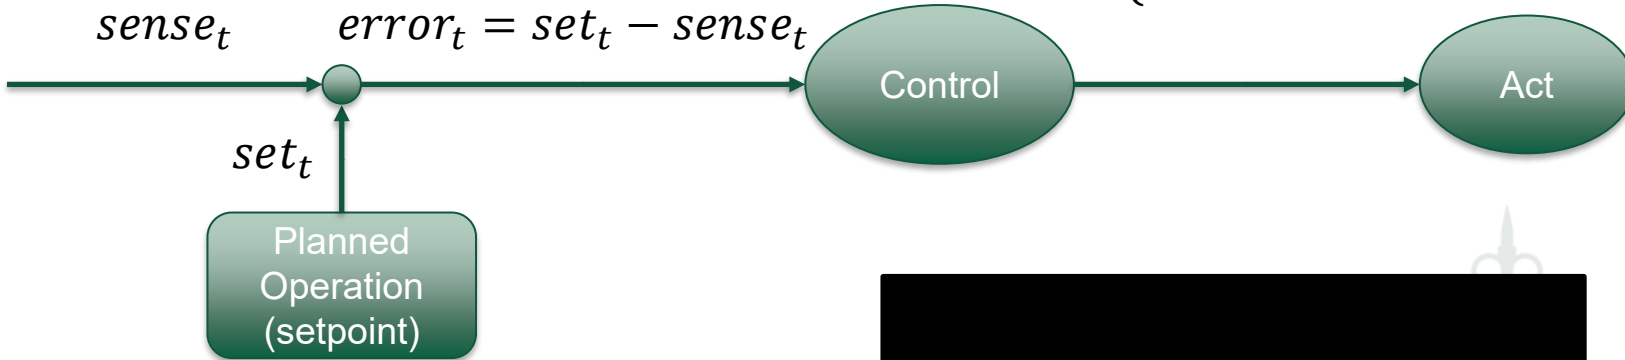 sense_t
error_t = set_t − sense_t
Control
Act
set_t
Planned
Operation
(setpoint)